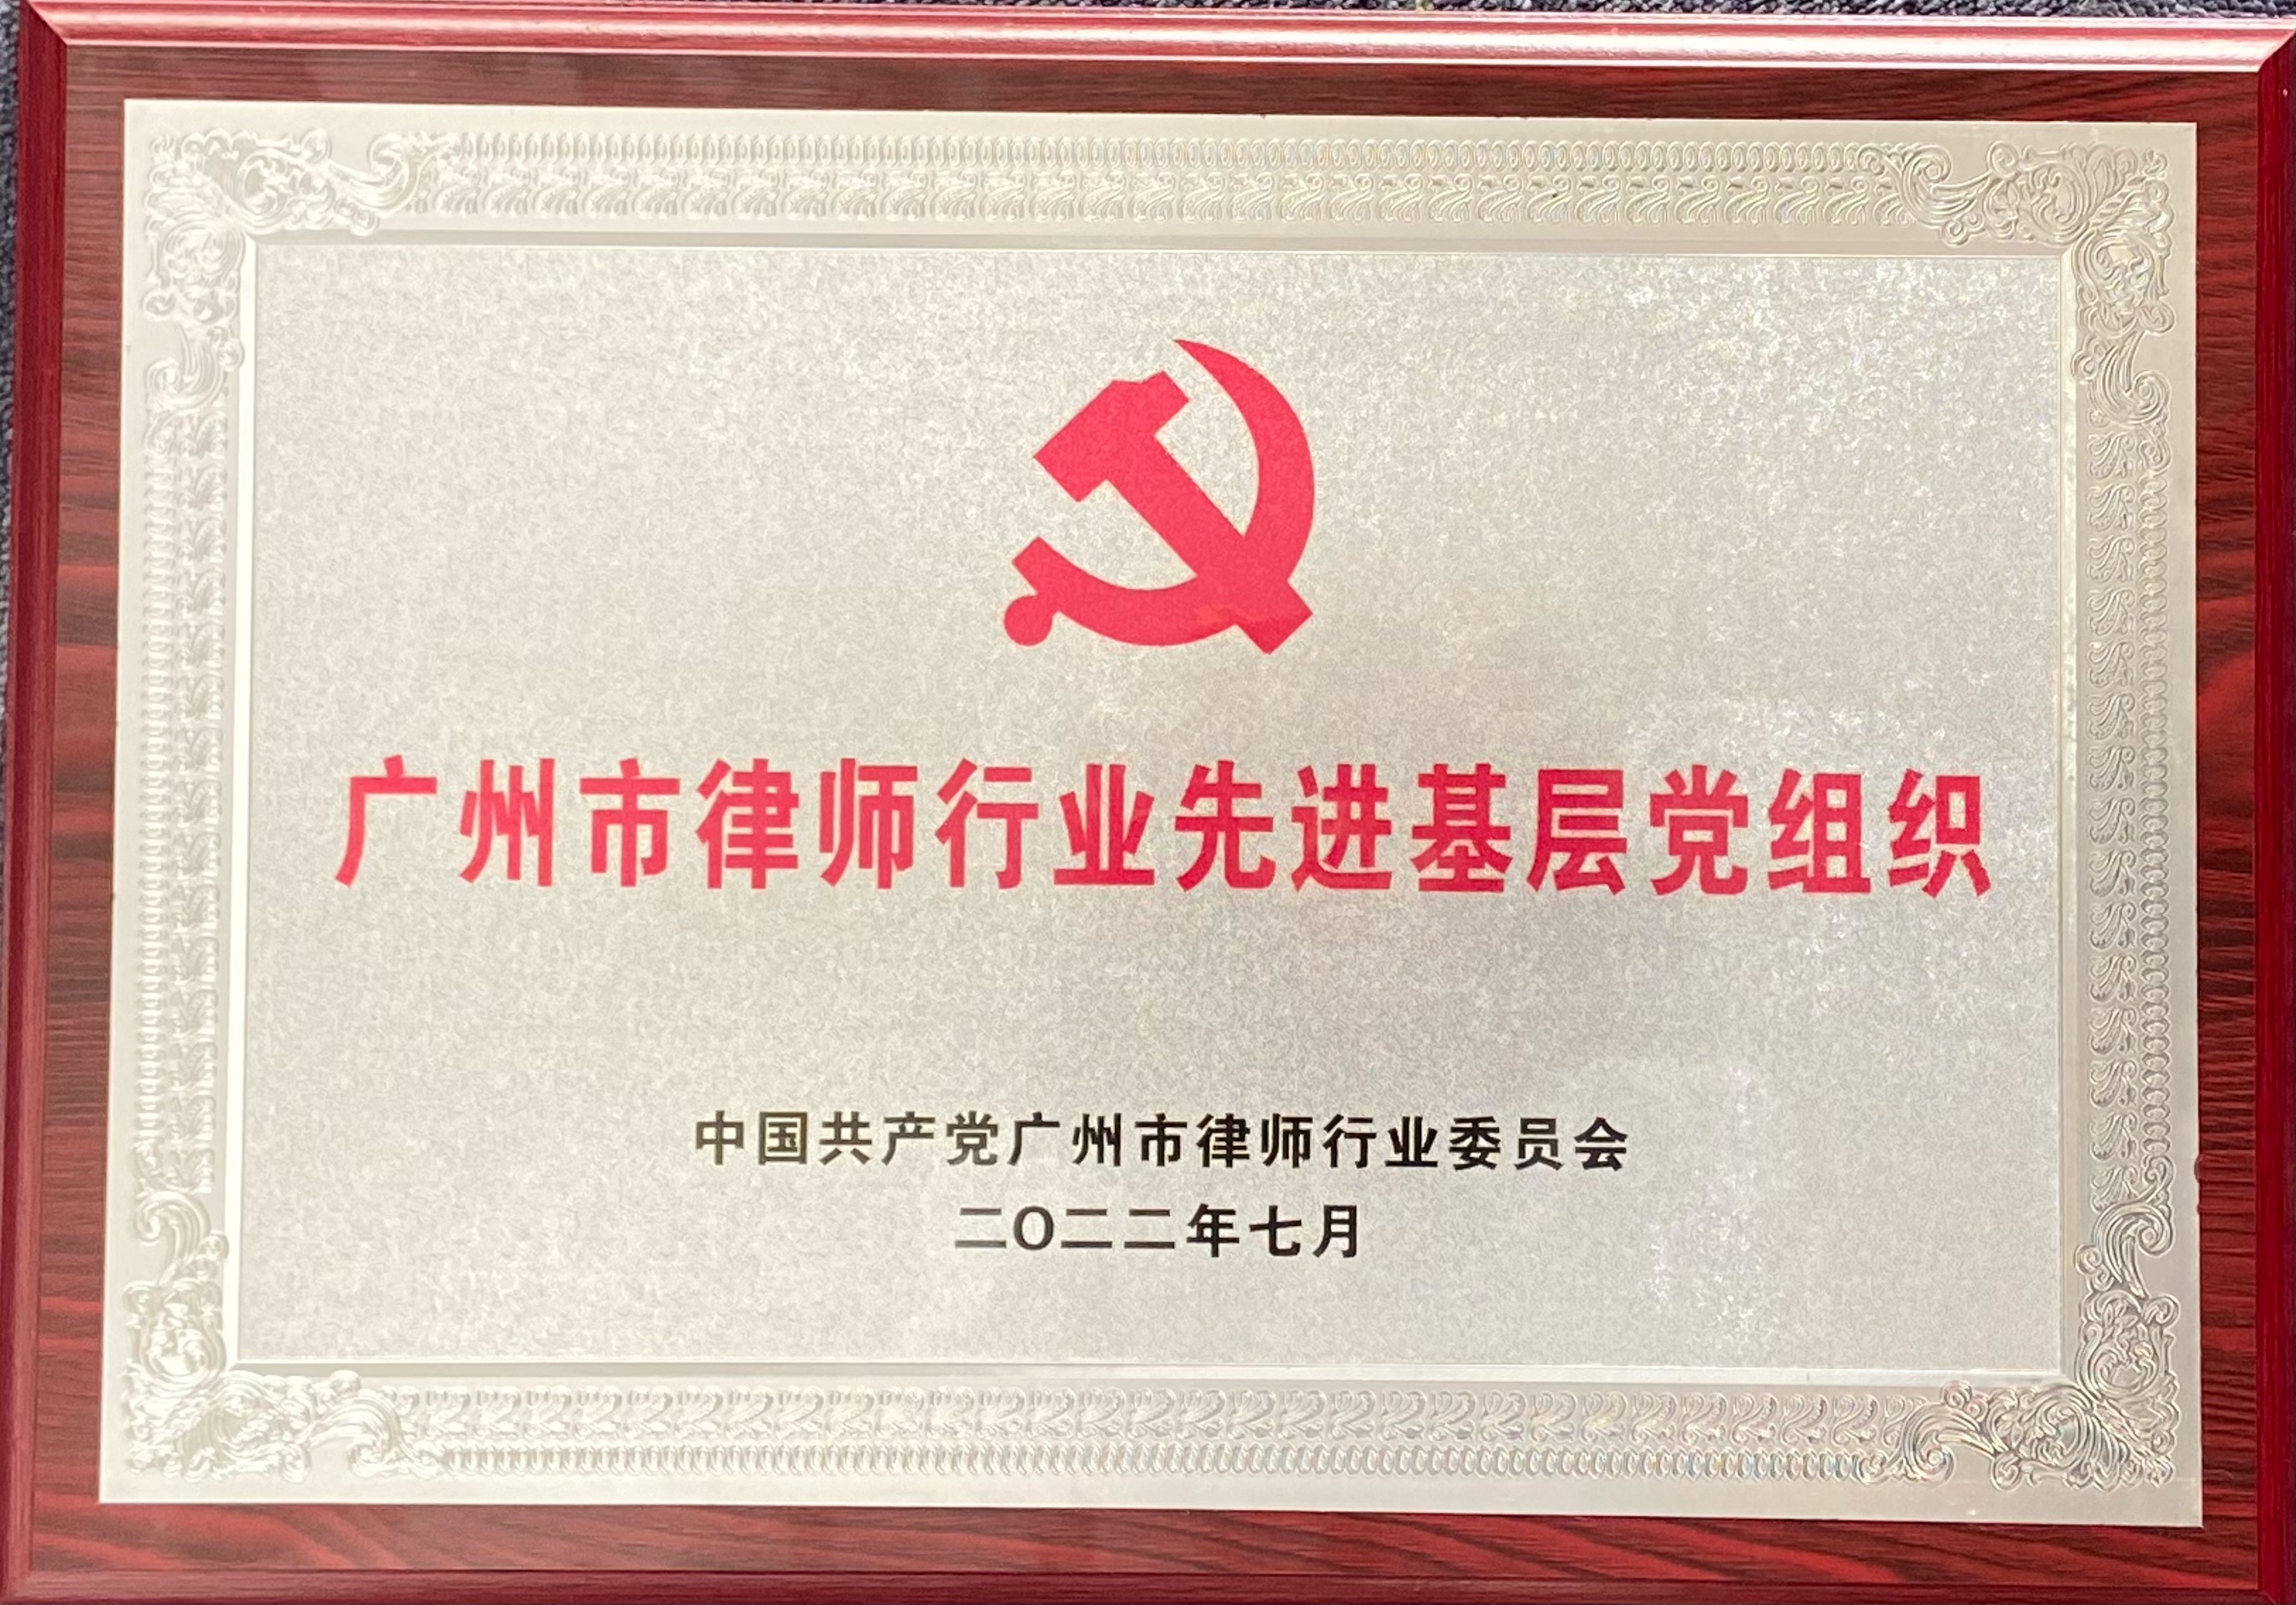 广州市律师行业先进基层党组织
中国共产党广州市律师行业委员会
二〇二二年七月